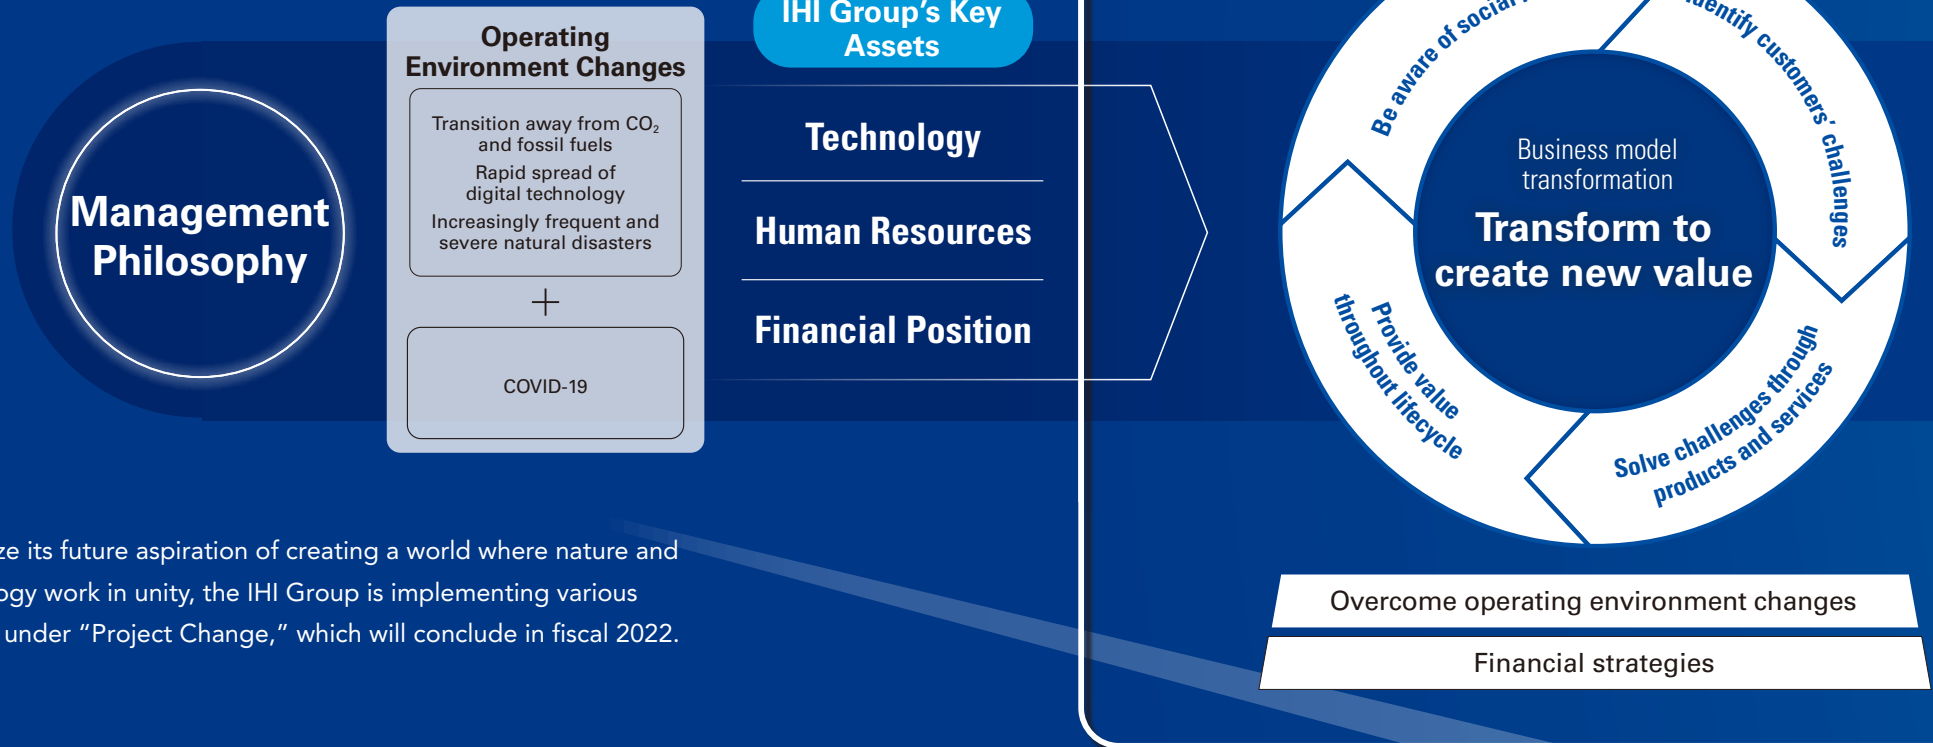 Management
Philosophy
Operating
Environment Changes
Transition away from CO₂
and fossil fuels
Rapid spread of
digital technology
Increasingly frequent and
severe natural disasters
+
COVID-19
IHI Group's Key
Assets
Technology
Human Resources
Financial Position
Be aware of social
identify customers' challenges
Solve challenges through
products and services
Provide value
throughout lifecycle
Business model
transformation
Transform to
create new value
Overcome operating environment changes
Financial strategies
its future aspiration of creating a world where nature and
work in unity, the IHI Group is implementing various
under “Project Change,” which will conclude in fiscal 2022.